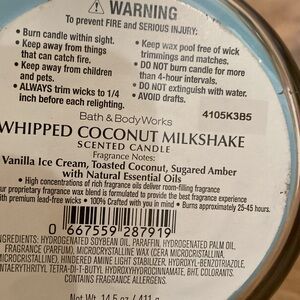 ⚠ WARNING
To prevent FIRE and SERIOUS INJURY:
• Burn candle within sight.
• Keep away from things
that can catch fire.
• Keep away from children
and pets.
• ALWAYS trim wicks to 1/4
inch before each relighting.
• Keep wax pool free of wick
trimmings and matches.
• DO NOT burn candle for more
than 4-hour intervals.
• DO NOT extinguish with water.
• AVOID drafts.
4105K3B5
Bath & Body Works
WHIPPED COCONUT MILKSHAKE
SCENTED CANDLE
Fragrance Notes:
Vanilla Ice Cream, Toasted Coconut, Sugared Amber
with Natural Essential Oils
• High concentrations of rich fragrance oils deliver room-filling fragrance
our proprietary fragrance wax blend is formulated to provide the very best
with premium lead-free wicks • 100% Crafted with you in mind • Burns approximately 25-45 hours.
0 667559 287919
INGREDIENTS: HYDROGENATED SOYBEAN OIL, PARAFFIN, HYDROGENATED PALM OIL,
FRAGRANCE (PARFUM), MICROCRYSTALLINE WAX (CERA MICROCRISTALLINA,
MICROCRISTALLINA), HINDERED AMINE LIGHT STABILIZER, HYDROXYL-BENZOTRIAZOLE,
PENTAERYTHRITYL TETRA-DI-T-BUTYL HYDROXYHYDROCINNAMATE, BHT, COLORANTS.
CONTAINS FRAGRANCE ALLERGENS.
Net Wt 14.5 oz / 411 g